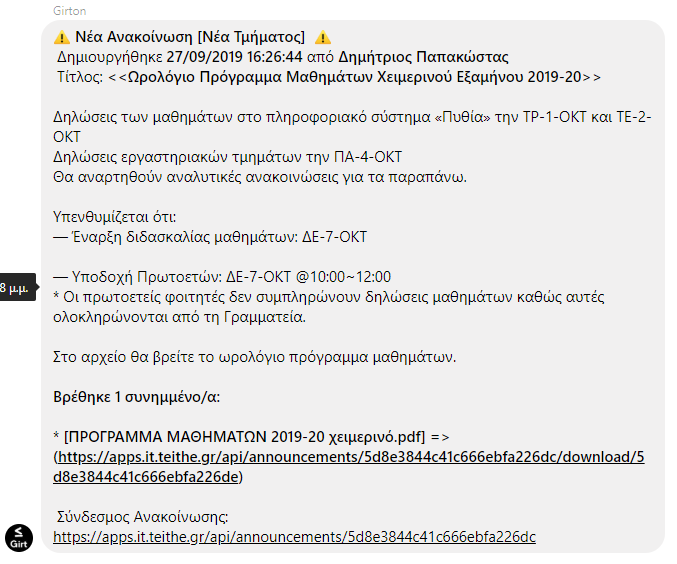 Girton
⚠ Νέα Ανακοίνωση [Νέα Τμήματος] ⚠
Δημιουργήθηκε 27/09/2019 16:26:44 από Δημήτριος Παπακώστας
Τίτλος: <<Ωρολόγιο Πρόγραμμα Μαθημάτων Χειμερινού Εξαμήνου 2019-20>>
Δηλώσεις των μαθημάτων στο πληροφοριακό σύστημα «Πυθία» την ΤΡ-1-ΟΚΤ και ΤΕ-2-
ΟΚΤ
Δηλώσεις εργαστηριακών τμημάτων την ΠΑ-4-ΟΚΤ
Θα αναρτηθούν αναλυτικές ανακοινώσεις για τα παραπάνω.
Υπενθυμίζεται ότι:
— Έναρξη διδασκαλίας μαθημάτων: ΔΕ-7-ΟΚΤ
8 μ.μ.
— Υποδοχή Πρωτοετών: ΔΕ-7-ΟΚΤ @10:00~12:00
* Οι πρωτοετείς φοιτητές δεν συμπληρώνουν δηλώσεις μαθημάτων καθώς αυτές
ολοκληρώνονται από τη Γραμματεία.
Στο αρχείο θα βρείτε το ωρολόγιο πρόγραμμα μαθημάτων.
Βρέθηκε 1 συνημμένο/α:
* [ΠΡΟΓΡΑΜΜΑ ΜΑΘΗΜΑΤΩΝ 2019-20 χειμερινό.pdf] =>
(https://apps.it.teithe.gr/api/announcements/5d8e3844c41c666ebfa226dc/download/5
d8e3844c41c666ebfa226de)
Σύνδεσμος Ανακοίνωσης:
https://apps.it.teithe.gr/api/announcements/5d8e3844c41c666ebfa226dc
≤
Girt